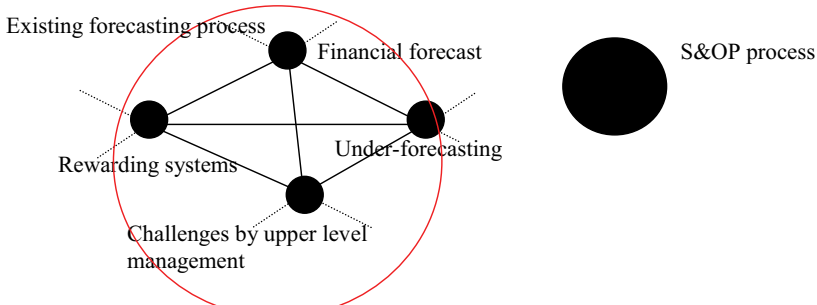 Existing forecasting process
Financial forecast
S&OP process
Under-forecasting
Rewarding systems
Challenges by upper level
management